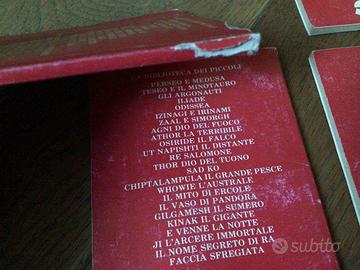 BIBLIOTECA DEI PICCOLI
PERSEO E MEDUSA
TESEO E IL MINOTAURO
GLI ARGONAUTI
ILIADE
ODISSEA
IZINAGI E IRINAMI
ZAAL E SIMORGH
AGNI DIO DEL FUOCO
ATHOR LA TERRIBILE
OSIRIDE IL FALCO
UT NAPISHTI IL DISTANTE
RE SALOMONE
THOR DIO DEL TUONO
SAD KO
CHIPTALAMPULA IL GRANDE PESCE
WHOWIE L'AUSTRALE
IL MITO DI ERCOLE
IL VASO DI PANDORA
GILGAMESH IL SUMERO
KINAK IL GIGANTE
E VENNE LA NOTTE
JI L'ARCERE IMMORTALE
IL NOME SEGRETO DI RA
FACCIA SFREGIATA
subito